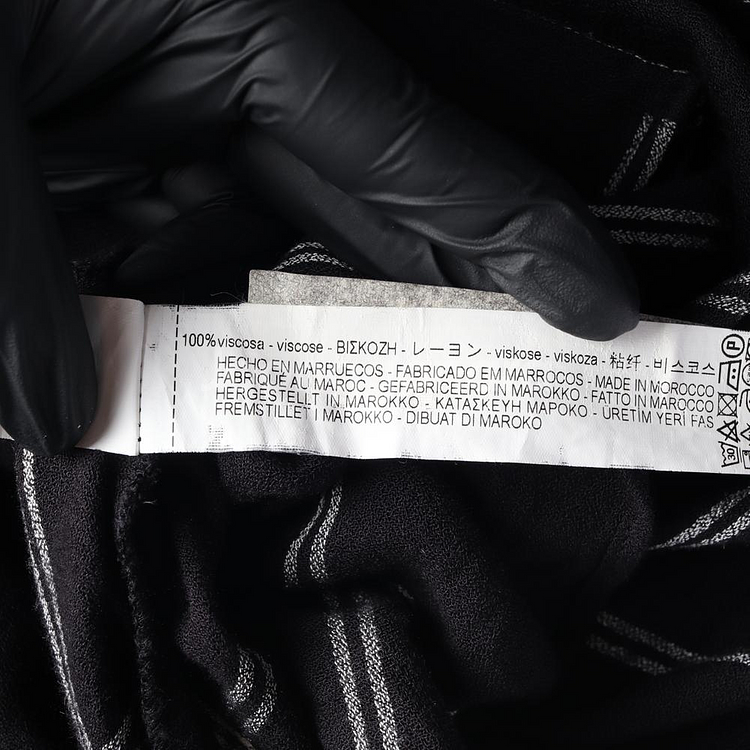 100%viscosa - viscose - ΒΙΣΚΟΖΗ - レーヨン - viskose - viskoza - 粘纤 - 비스코스
HECHO EN MARRUECOS - FABRICADO EM MARROCOS - MADE IN MOROCCO
FABRIQUÉ AU MAROC - GEFABRICEERD IN MAROKKO - FATTO IN MAROCCO
HERGESTELLT IN MAROKKO - ΚΑΤΑΣΚΕΥΗ ΜΑΡΟΚΟ - ÜRETİM YERİ FAS
FREMSTILLET I MAROKKO - DIBUAT DI MAROKO
P
30